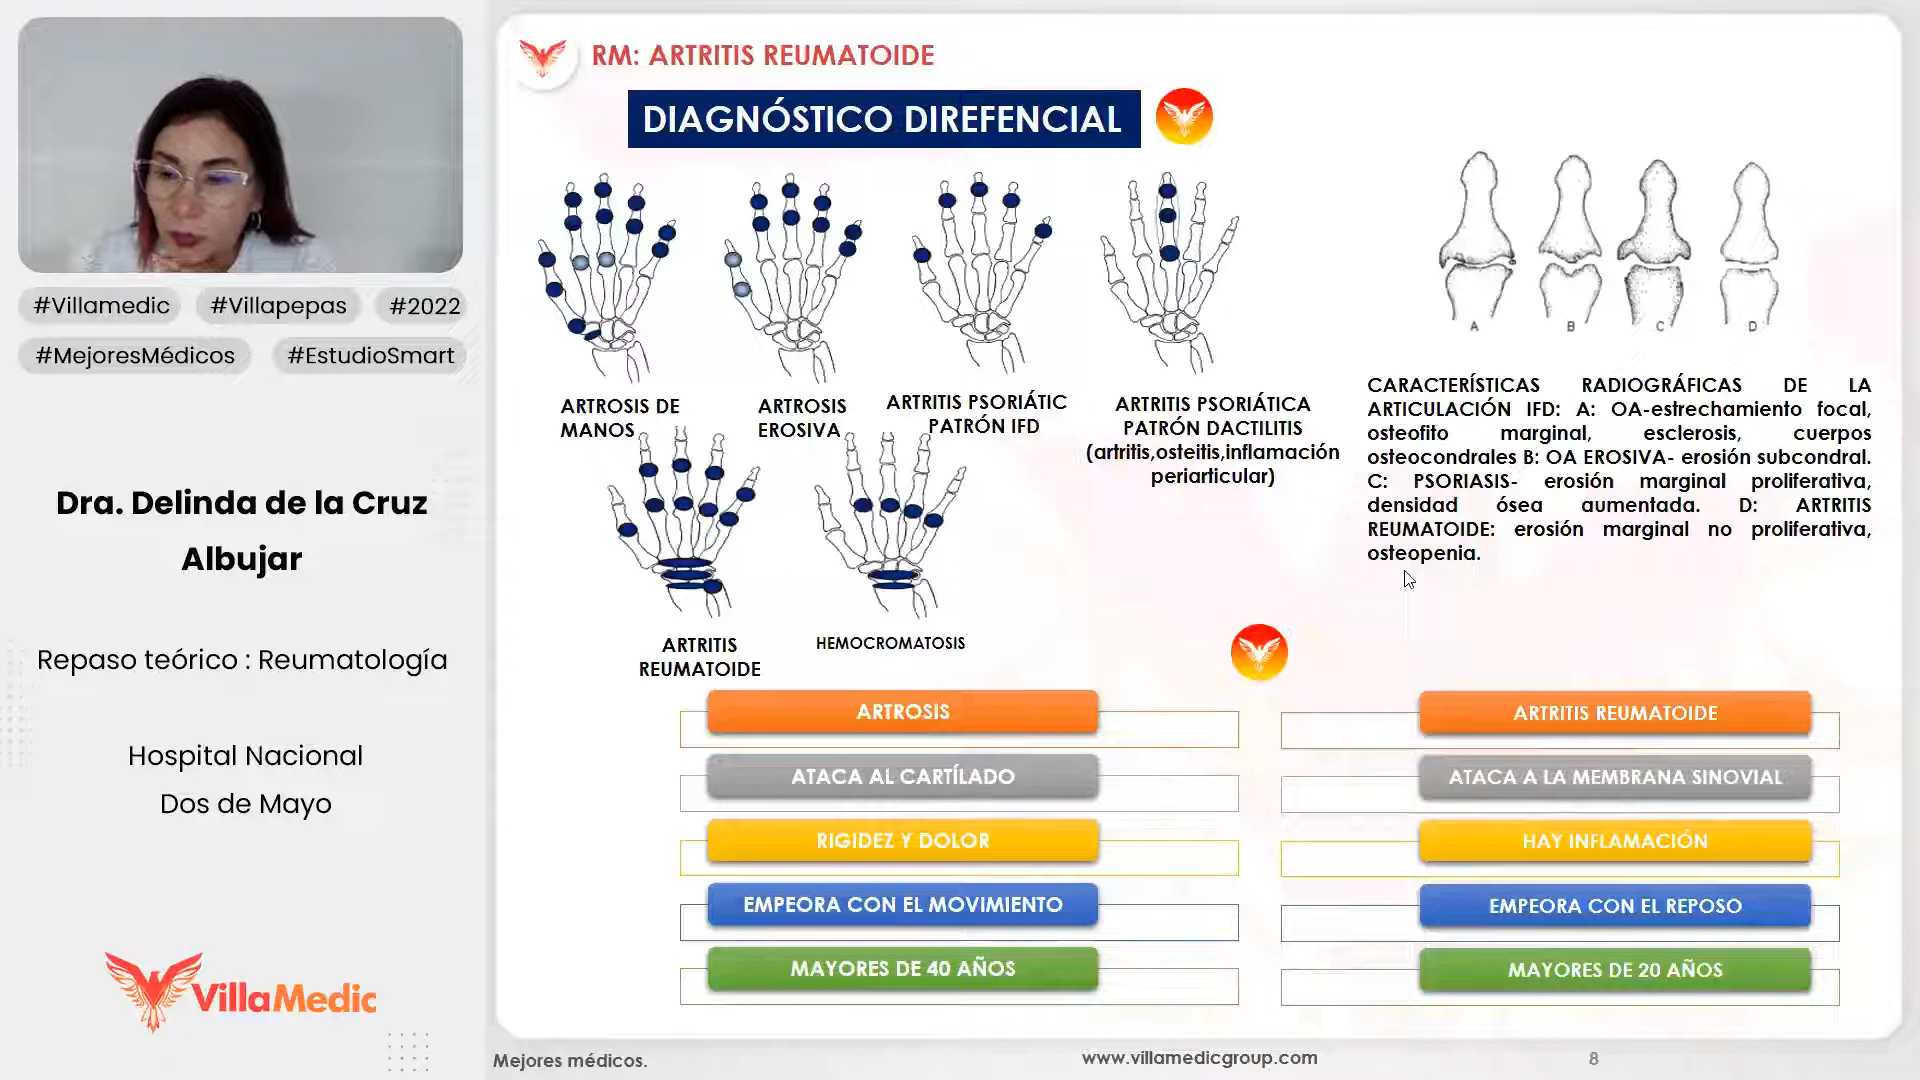 #Villamedic #Villapepas #2022
#MejoresMédicos #EstudioSmart
Dra. Delinda de la Cruz
Albujar
Repaso teórico : Reumatología
Hospital Nacional
Dos de Mayo
VillaMedic
RM: ARTRITIS REUMATOIDE
DIAGNÓSTICO DIREFENCIAL
ARTROSIS DE
MANOS
ARTROSIS
EROSIVA
ARTRITIS PSORIÁTIC
PATRÓN IFD
ARTRITIS PSORIÁTICA
PATRÓN DACTILITIS
(artritis,osteitis,inflamación
periarticular)
ARTRITIS
REUMATOIDE
HEMOCROMATOSIS
A B C D
CARACTERÍSTICAS RADIOGRÁFICAS DE LA
ARTICULACIÓN IFD: A: OA-estrechamiento focal,
osteofito marginal, esclerosis, cuerpos
osteocondrales B: OA EROSIVA- erosión subcondral.
C: PSORIASIS- erosión marginal proliferativa,
densidad ósea aumentada. D: ARTRITIS
REUMATOIDE: erosión marginal no proliferativa,
osteopenia.
ARTROSIS
ATACA AL CARTÍLADO
RIGIDEZ Y DOLOR
EMPEORA CON EL MOVIMIENTO
MAYORES DE 40 AÑOS
ARTRITIS REUMATOIDE
ATACA A LA MEMBRANA SINOVIAL
HAY INFLAMACIÓN
EMPEORA CON EL REPOSO
MAYORES DE 20 AÑOS
Mejores médicos.
www.villamedicgroup.com
8